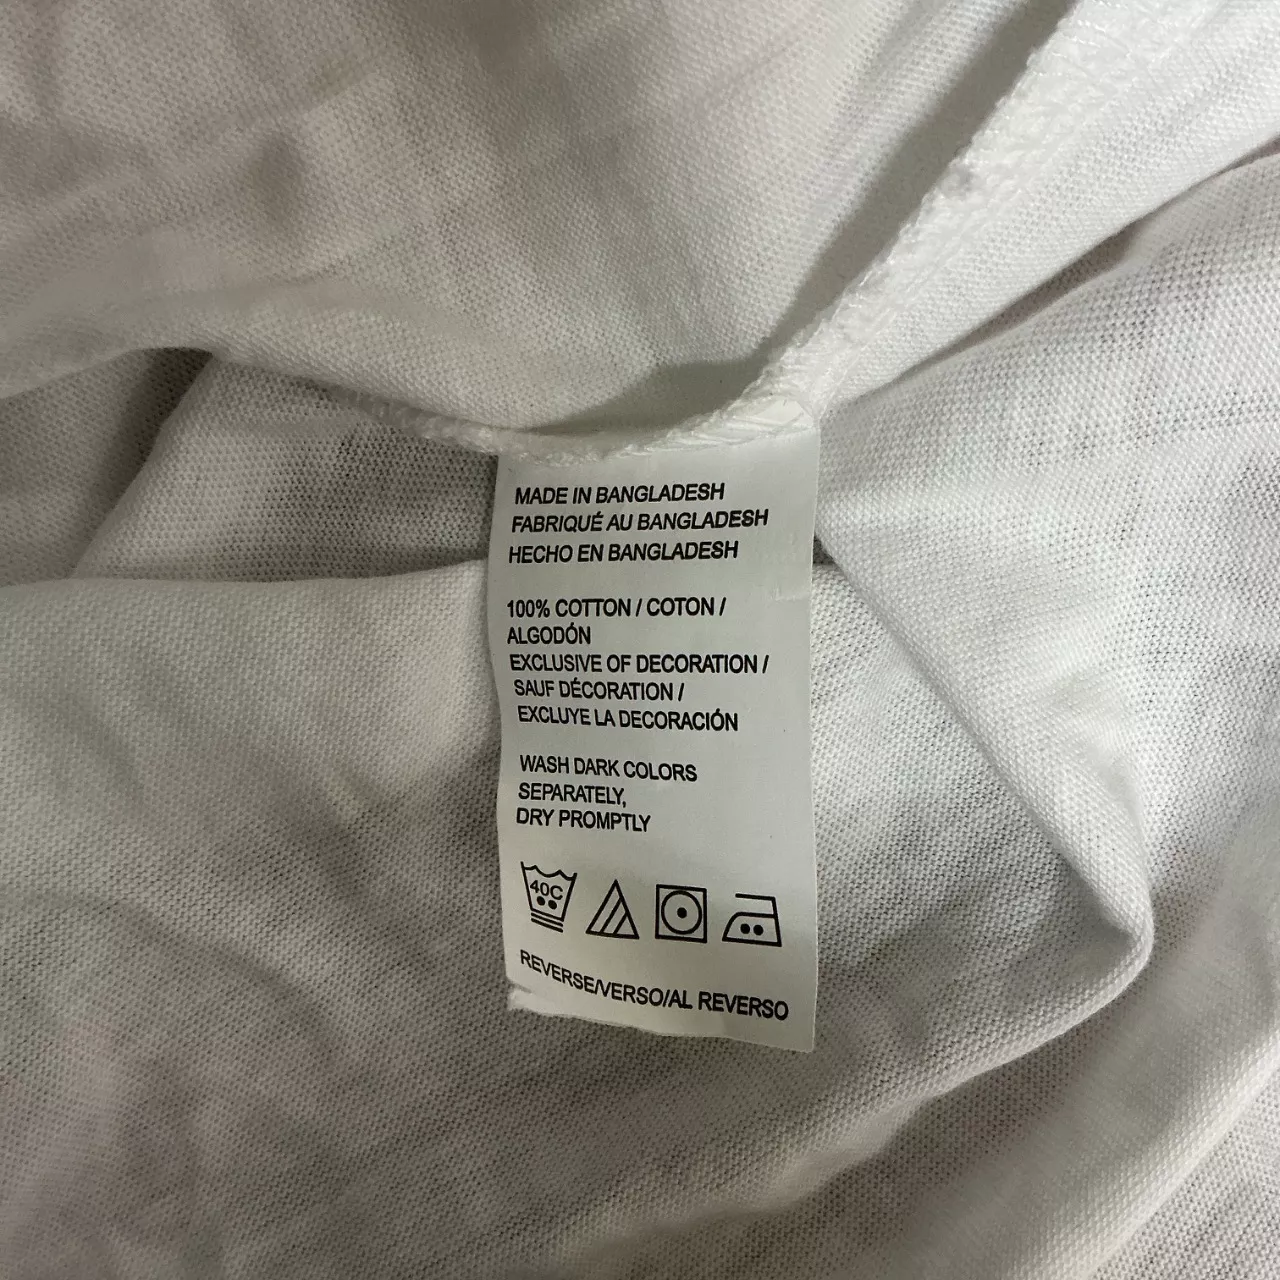 MADE IN BANGLADESH
FABRIQUÉ AU BANGLADESH
HECHO EN BANGLADESH
100% COTTON / COTON /
ALGODÓN
EXCLUSIVE OF DECORATION /
SAUF DÉCORATION /
EXCLUYE LA DECORACIÓN
WASH DARK COLORS
SEPARATELY,
DRY PROMPTLY
40C
REVERSE/VERSO/AL REVERSO